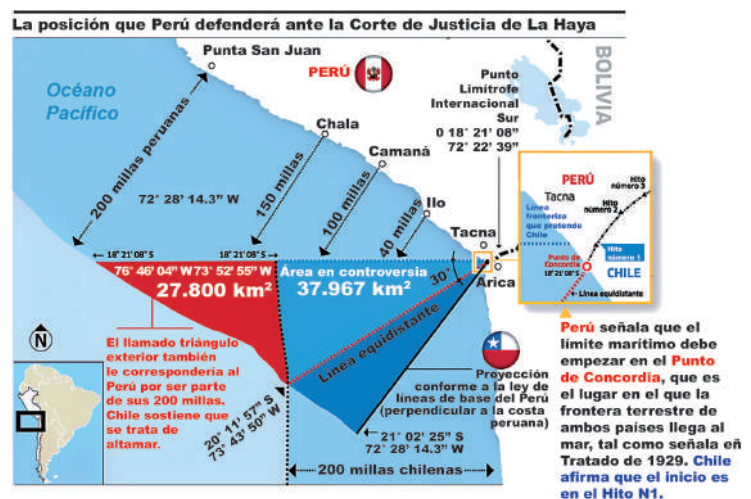 La posición que Perú defenderá ante la Corte de Justicia de La Haya
Punta San Juan
PERÚ
Océano
Pacífico
BOLIVIA
Punto
Limítrofe
Internacional
Sur
0 18° 21' 08"
72° 22' 39"
200 millas peruanas
Chala
150 millas
Camaná
100 millas
Ilo
40 millas
72° 28' 14.3" W
Tacna
Arica
18° 21' 08" S
18° 21' 08" S
76° 46' 04" W
73° 52' 55" W
27.800 km²
Área en controversia
37.967 km²
30°
Línea equidistante
PERÚ
Tacna
Hito
número 3
Hito
número 2
Línea
fronteriza
que pretende
Chile
Hito
número 1
Punto de
Concordia
18° 21' 08" S
CHILE
Línea equidistante
El llamado triángulo
exterior también
le correspondería al
Perú por ser parte
de sus 200 millas.
Chile sostiene que
se trata de
altamar.
N
20° 11' 57" S
73° 43' 50" W
Proyección
conforme a la ley de
líneas de base del Perú
(perpendicular a la costa
peruana)
21° 02' 25" S
72° 28' 14.3" W
200 millas chilenas
Perú señala que el
límite marítimo debe
empezar en el Punto
de Concordia, que es
el lugar en el que la
frontera terrestre de
ambos países llega al
mar, tal como señala eñ
Tratado de 1929. Chile
afirma que el inicio es
en el Hito N1.